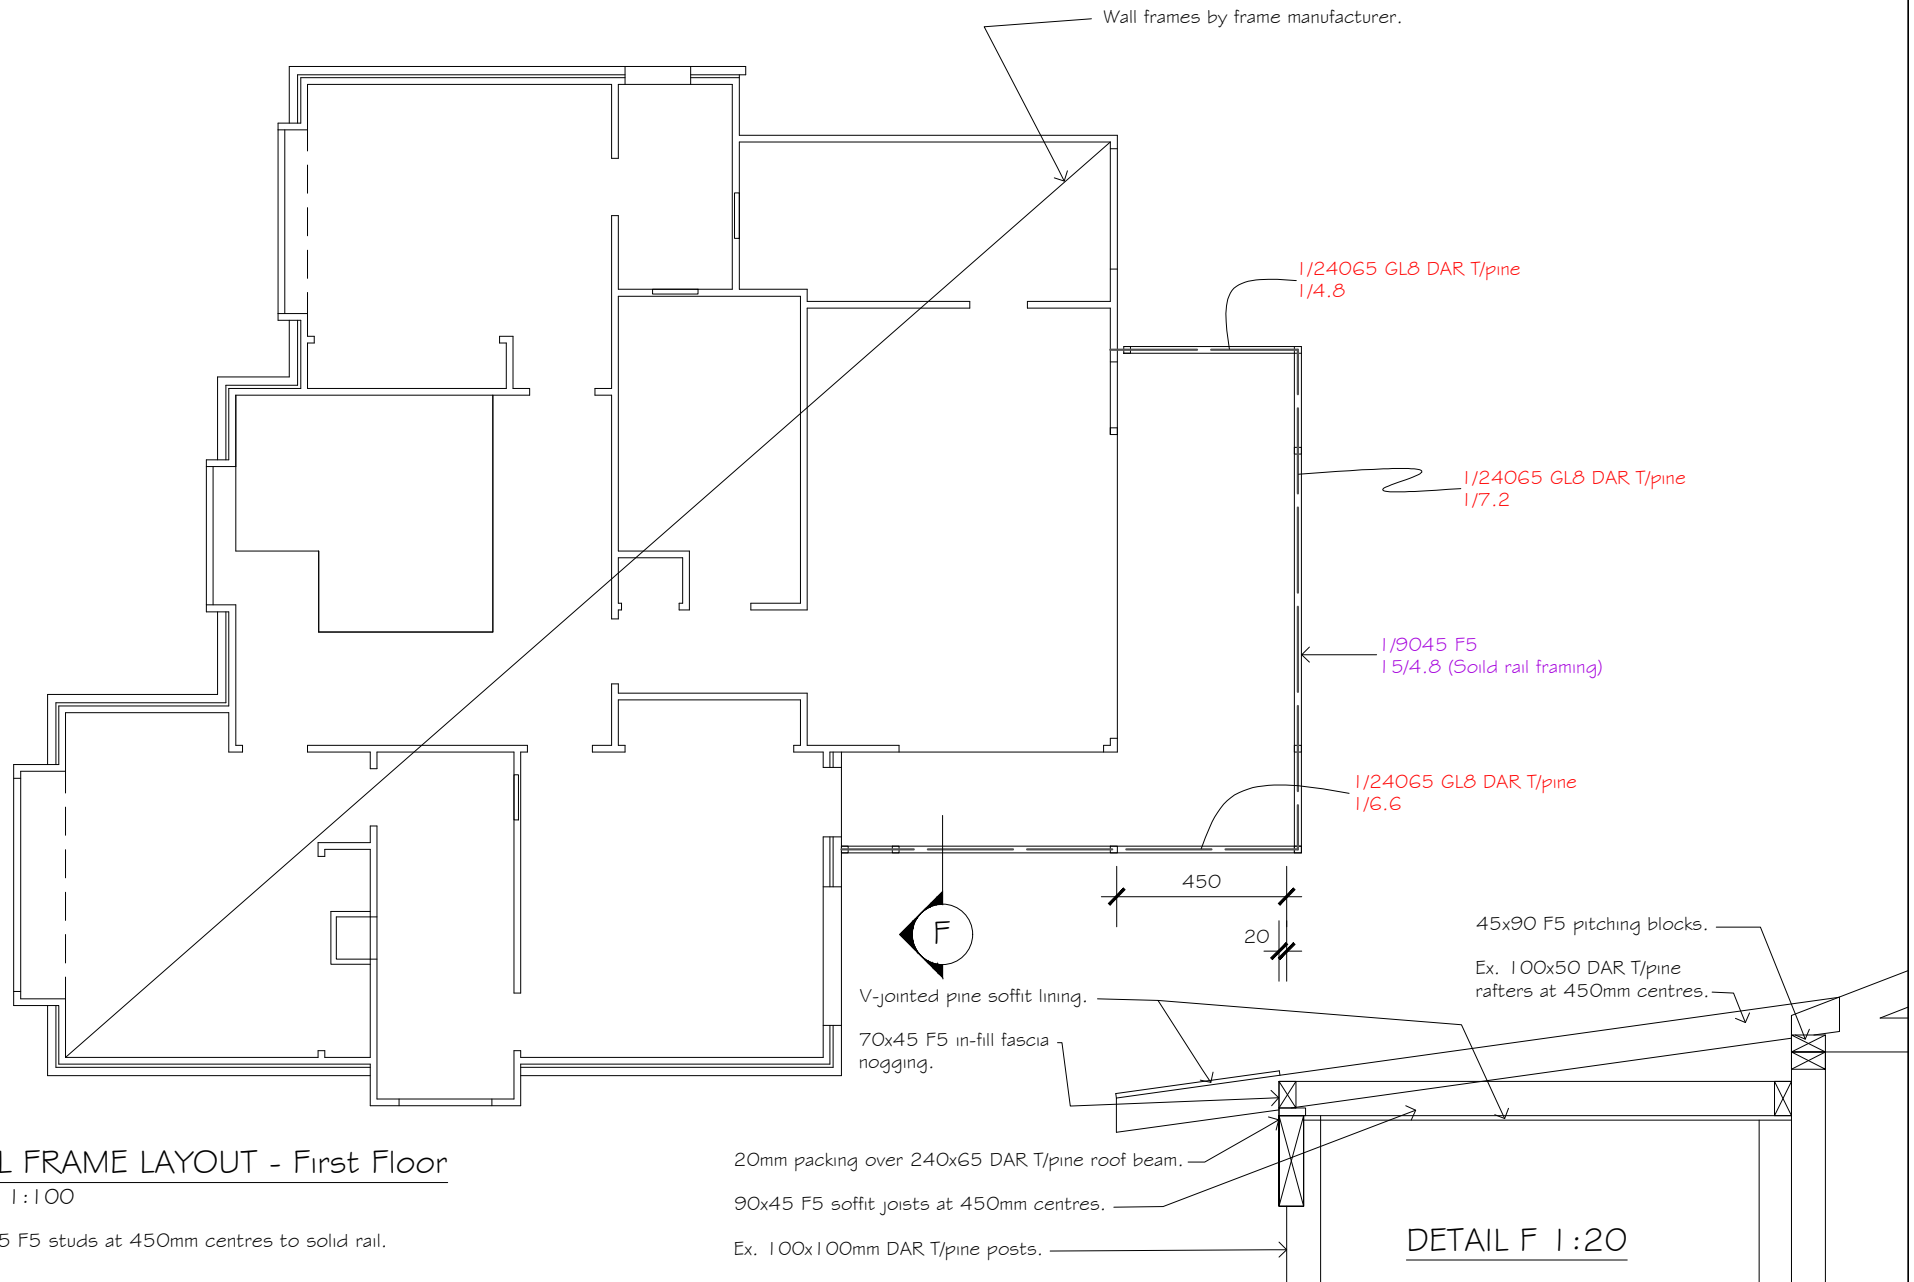 Wall frames by frame manufacturer.
1/24065 GL8 DAR T/pine
1/4.8
1/24065 GL8 DAR T/pine
1/7.2
1/9045 F5
15/4.8 (Soild rail framing)
1/24065 GL8 DAR T/pine
1/6.6
450
20
F
45x90 F5 pitching blocks.
Ex. 100x50 DAR T/pine
rafters at 450mm centres.
V-jointed pine soffit lining.
70x45 F5 in-fill fascia
nogging.
L FRAME LAYOUT - First Floor
1:100
5 F5 studs at 450mm centres to solid rail.
20mm packing over 240x65 DAR T/pine roof beam.
90x45 F5 soffit joists at 450mm centres.
Ex. 100x100mm DAR T/pine posts.
DETAIL F 1:20